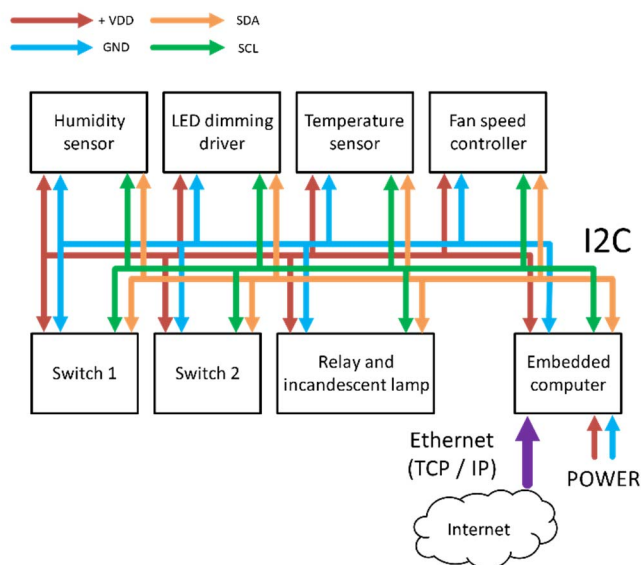 + VDD
SDA
GND
SCL
Humidity
sensor
LED dimming
driver
Temperature
sensor
Fan speed
controller
I2C
Switch 1
Switch 2
Relay and
incandescent lamp
Embedded
computer
Ethernet
(TCP / IP)
POWER
Internet